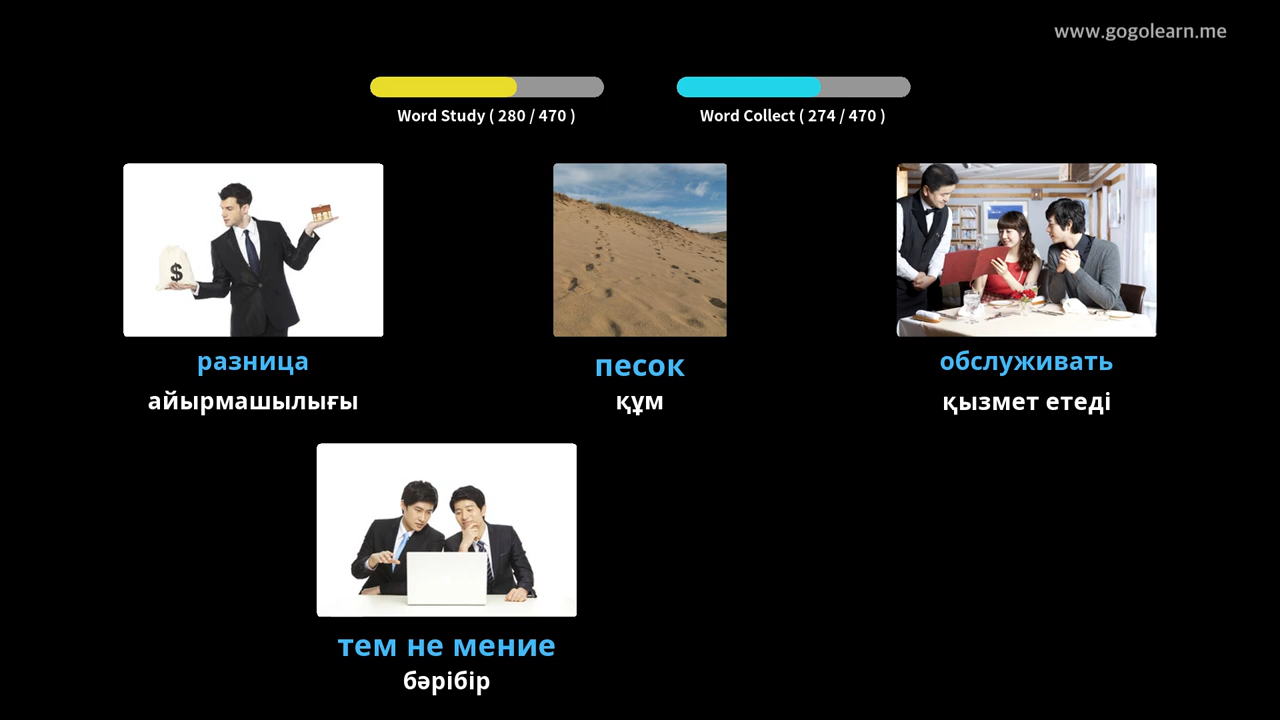 www.gogolearn.me
Word Study ( 280 / 470 )
Word Collect ( 274 / 470 )
$
разница
айырмашылығы
песок
құм
обслуживать
қызмет етеді
тем не мение
бәрібір